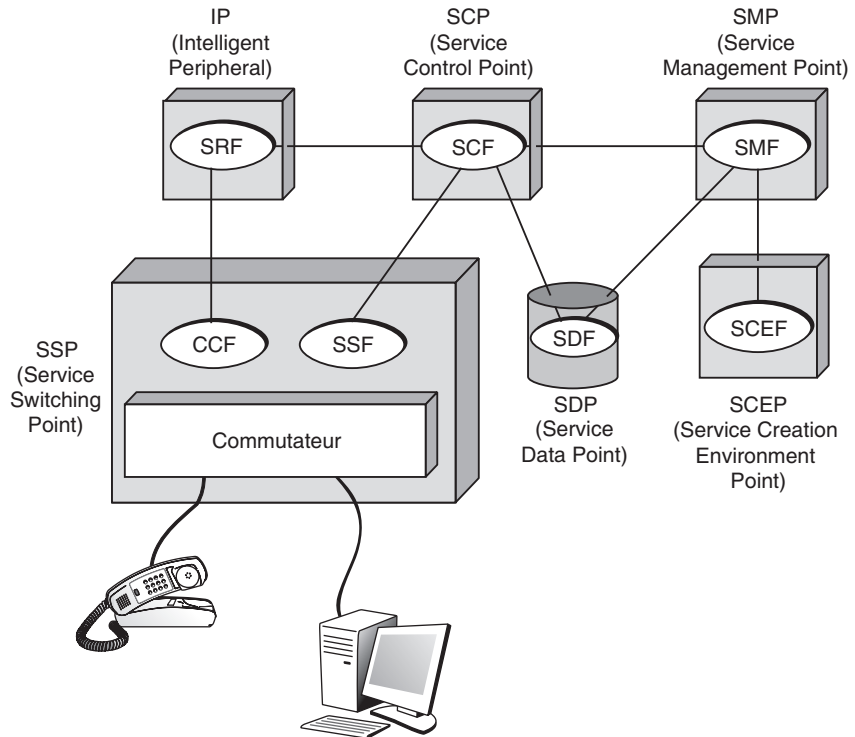 IP
(Intelligent
Peripheral)
SCP
(Service
Control Point)
SMP
(Service
Management Point)
SRF
SCF
SMF
SSP
(Service
Switching
Point)
CCF
SSF
SDF
SCEF
Commutateur
SDP
(Service
Data Point)
SCEP
(Service Creation
Environment
Point)